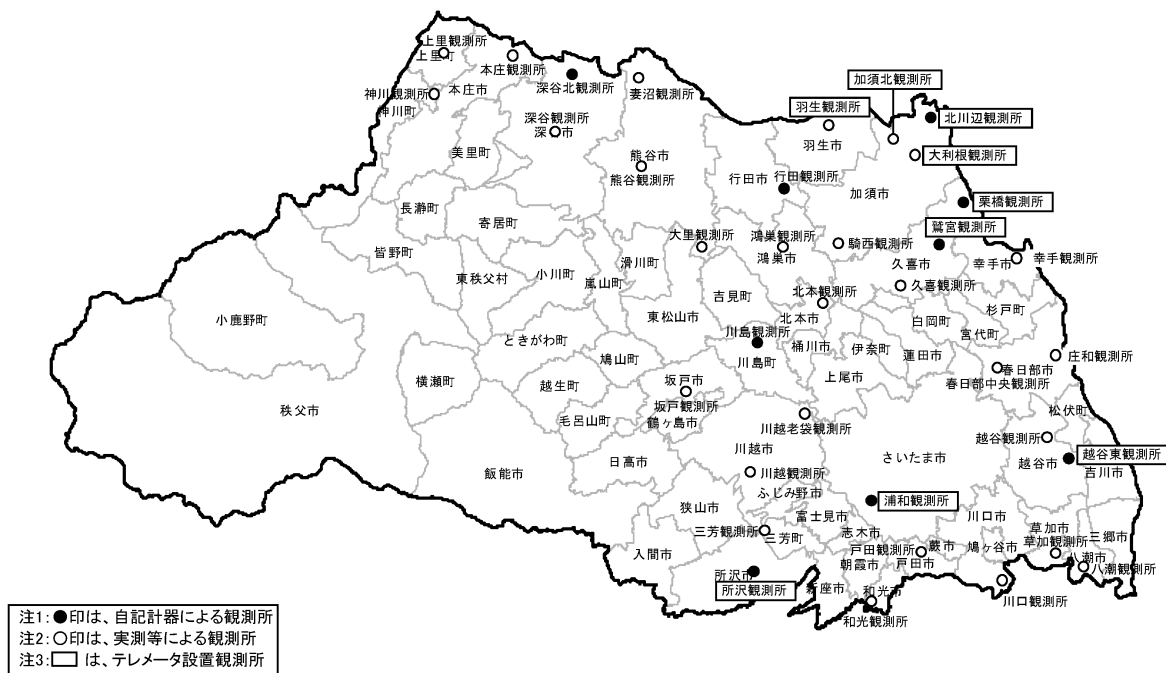 上里観測所
上里町
本庄観測所
深谷北観測所
妻沼観測所
加須北観測所
神川観測所
神川町
本庄市
羽生観測所
北川辺観測所
深谷観測所
深谷市
羽生市
大利根観測所
美里町
熊谷市
熊谷観測所
行田市
行田観測所
加須市
栗橋観測所
長瀞町
寄居町
鷲宮観測所
皆野町
大里観測所
鴻巣観測所
鴻巣市
騎西観測所
久喜市
幸手市
幸手観測所
東秩父村
小川町
嵐山町
滑川町
吉見町
北本観測所
北本市
久喜観測所
小鹿野町
東松山市
白岡町
杉戸町
宮代町
ときがわ町
川島観測所
川島町
桶川市
伊奈町
蓮田市
庄和観測所
鳩山町
横瀬町
越生町
坂戸市
坂戸観測所
鶴ヶ島市
上尾市
春日部市
春日部中央観測所
秩父市
毛呂山町
川越老袋観測所
松伏町
川越市
越谷観測所
越谷市
越谷東観測所
さいたま市
吉川市
飯能市
日高市
川越観測所
ふじみ野市
浦和観測所
狭山市
富士見市
川口市
三芳観測所
三芳町
志木市
草加市
草加観測所
三郷市
入間市
戸田観測所
蕨市
鳩ヶ谷市
朝霞市
戸田市
八潮市
八潮観測所
所沢市
所沢観測所
新座市
和光市
和光観測所
川口観測所
注1:●印は、自記計器による観測所
注2:○印は、実測等による観測所
注3:□は、テレメータ設置観測所